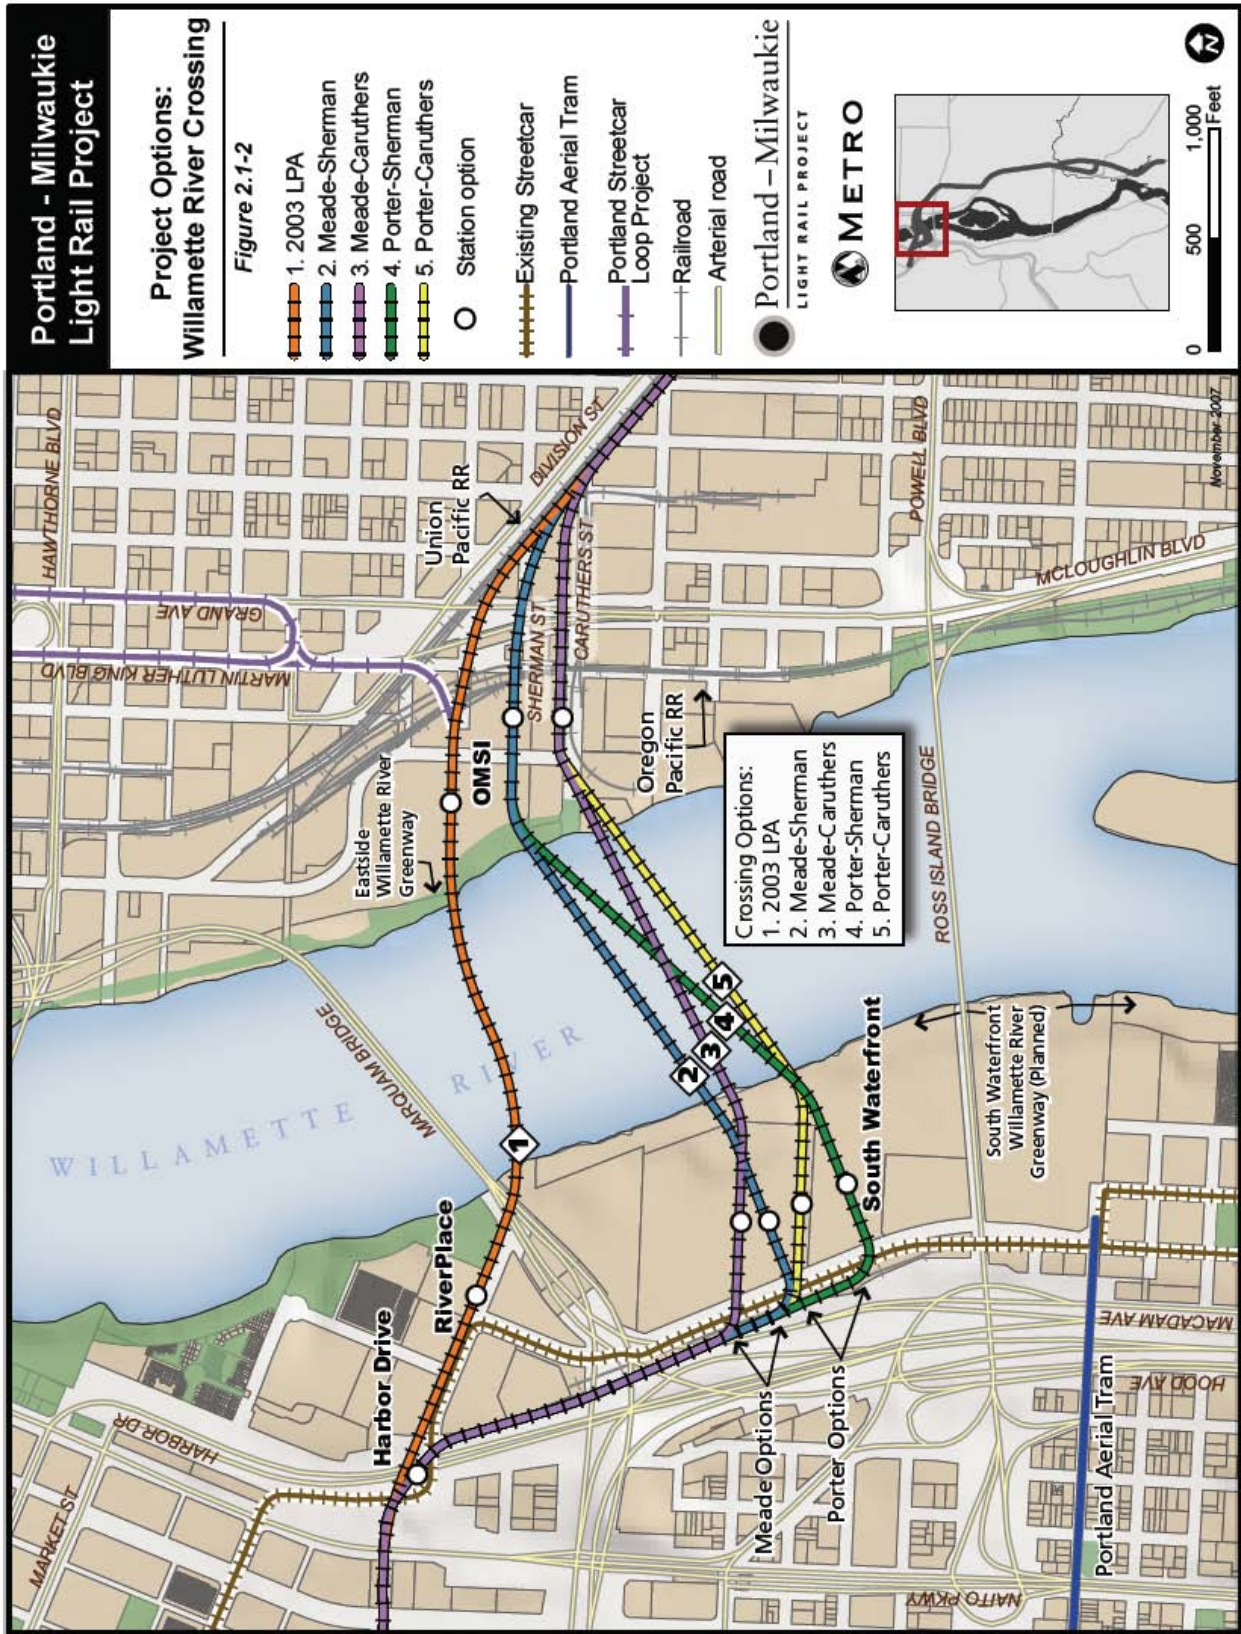 Portland - Milwaukie
Light Rail Project
Project Options:
Willamette River Crossing
Figure 2.1-2
1. 2003 LPA
2. Meade-Sherman
3. Meade-Caruthers
4. Porter-Sherman
5. Porter-Caruthers
Station option
Existing Streetcar
Portland Aerial Tram
Portland Streetcar
Loop Project
Railroad
Arterial road
Portland – Milwaukie
LIGHT RAIL PROJECT
METRO
0
500
1,000
Feet
N
HAWTHORNE BLVD
GRAND AVE
MARTIN LUTHER KING BLVD
Union
Pacific RR
DIVISION ST
SHERMAN ST
CARUTHERS ST
POWELL BLVD
MCLOUGHLIN BLVD
November 2007
OMSI
Eastside
Willamette River
Greenway
Oregon
Pacific RR
Crossing Options:
1. 2003 LPA
2. Meade-Sherman
3. Meade-Caruthers
4. Porter-Sherman
5. Porter-Caruthers
ROSS ISLAND BRIDGE
MARQUAM BRIDGE
WILLAMETTE
RIVER
1
2
3
4
5
South Waterfront
South Waterfront
Willamette River
Greenway (Planned)
RiverPlace
Harbor Drive
HARBOR DR
MARKET ST
Meade Options
Porter Options
MACADAM AVE
HOOD AVE
Portland Aerial Tram
NAITO PKWY